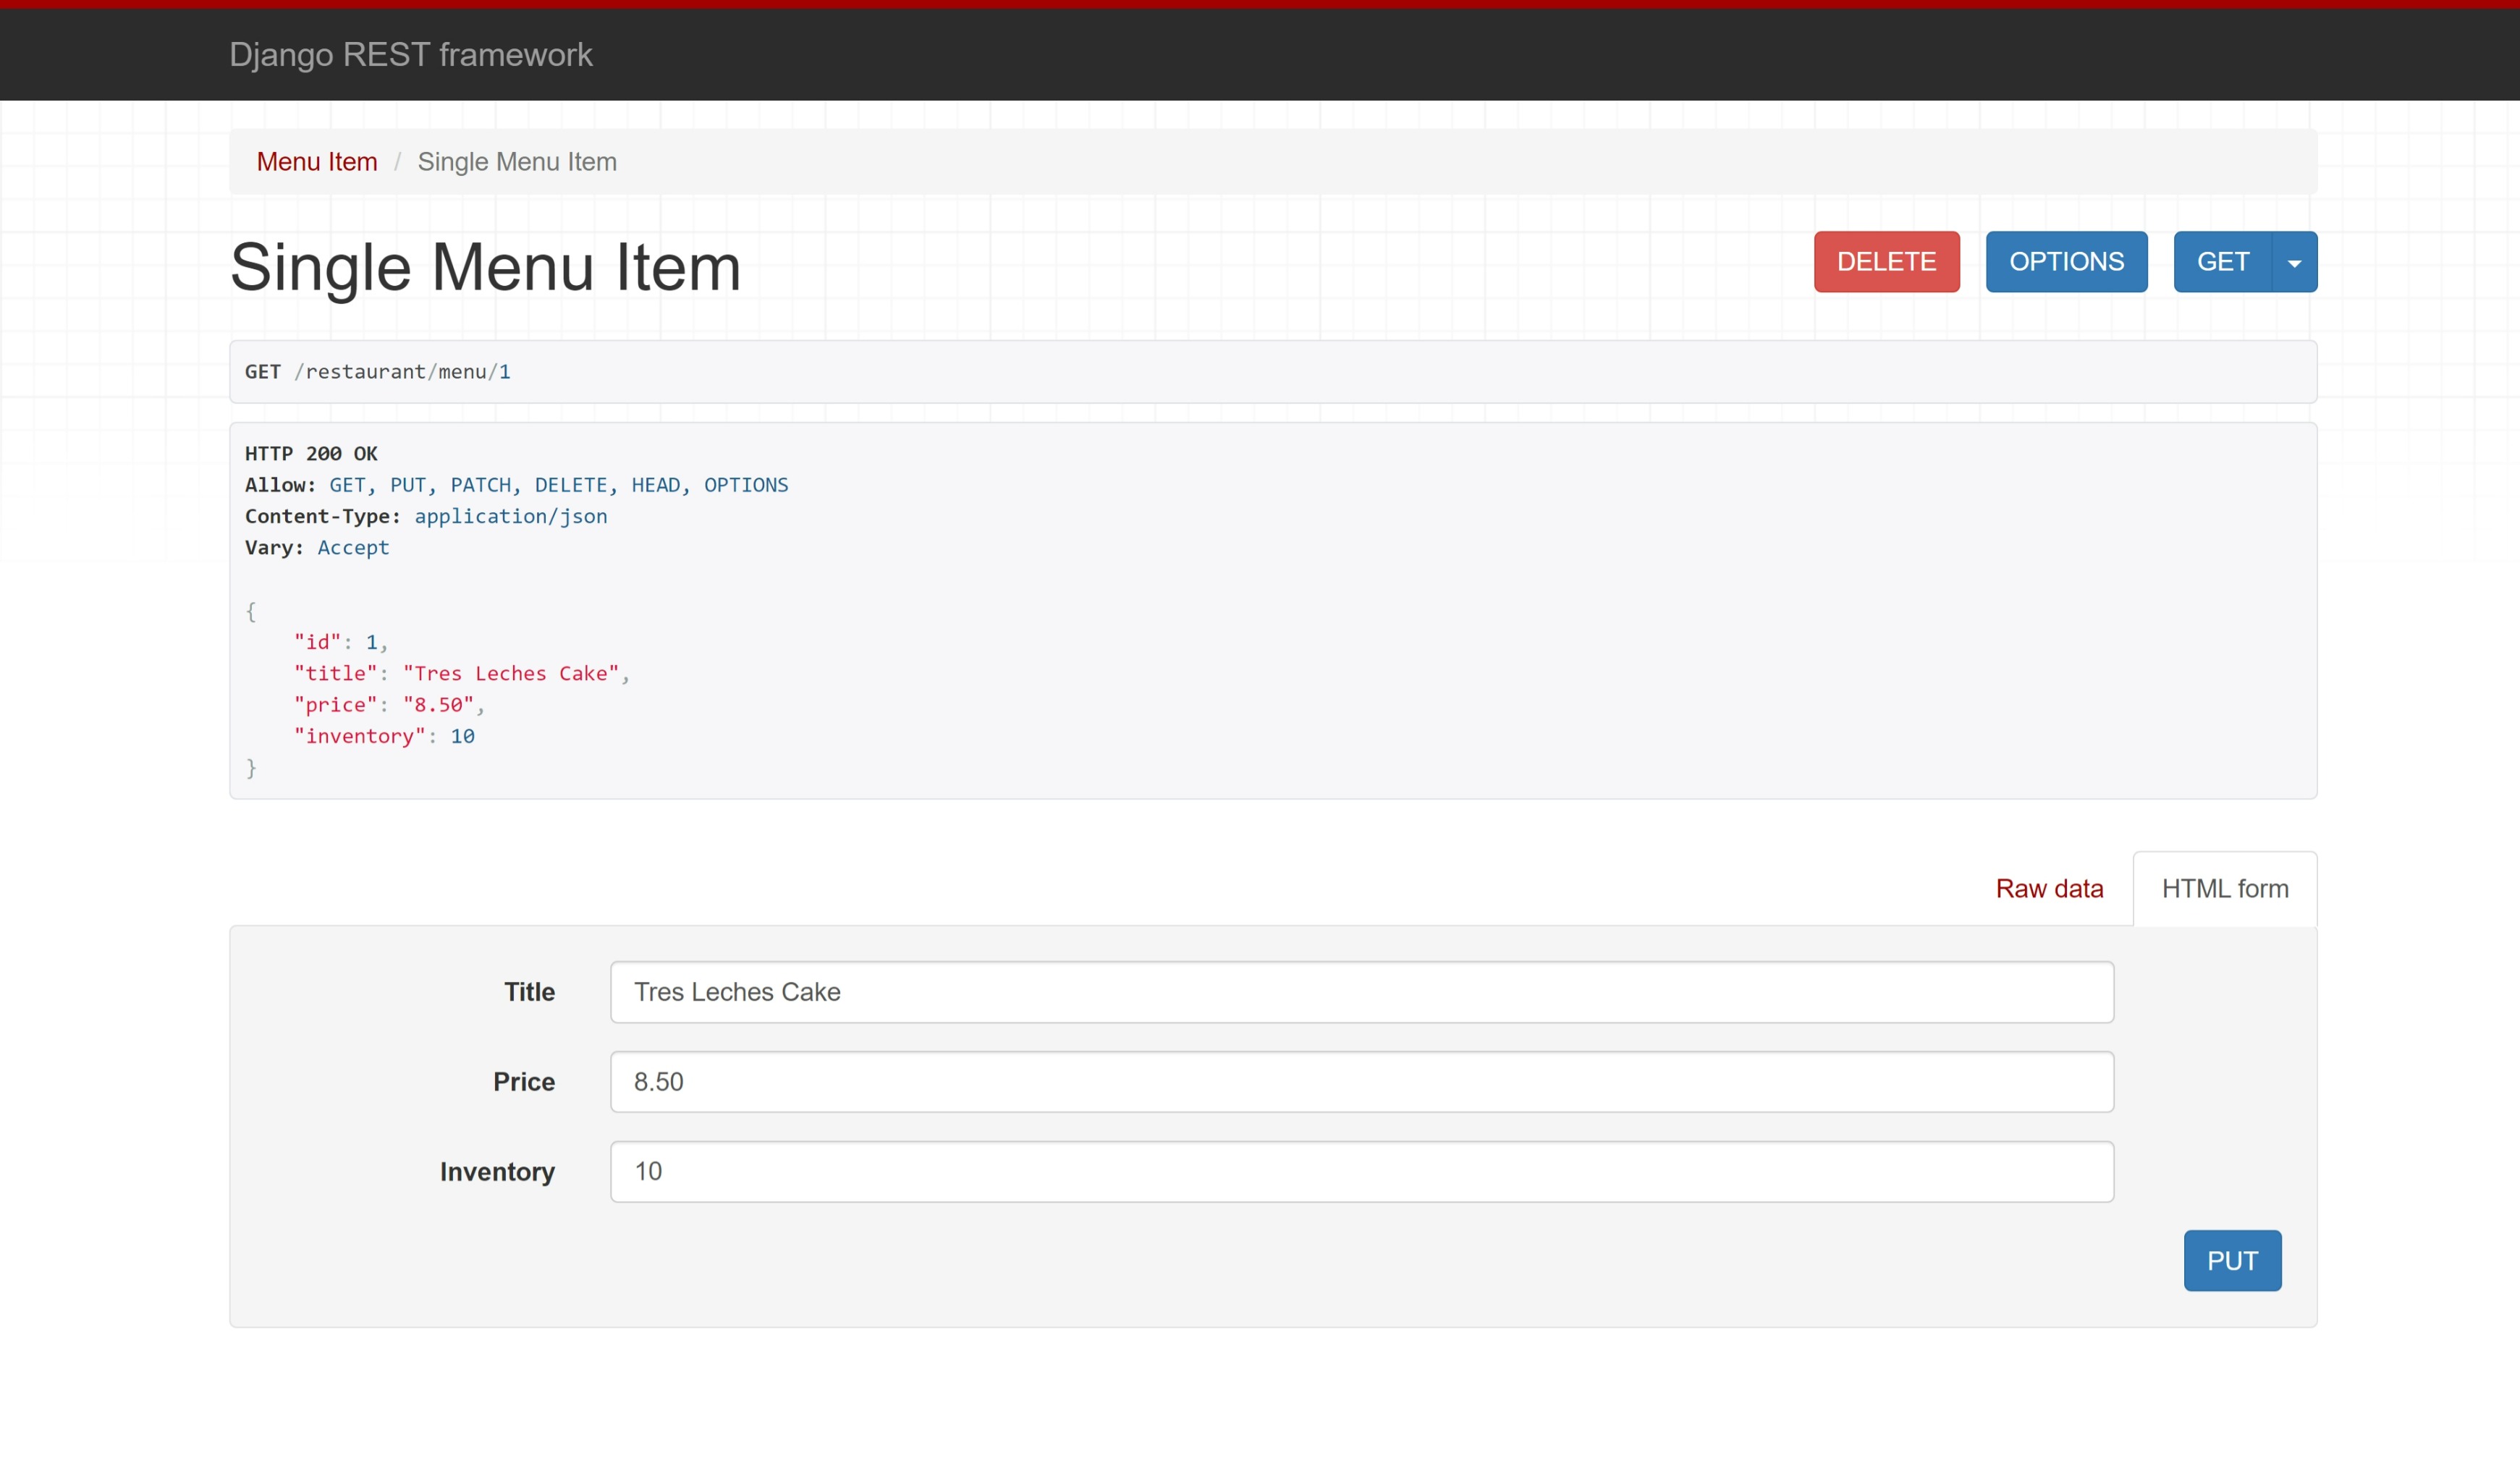 Django REST framework
Menu Item / Single Menu Item
Single Menu Item
DELETE
OPTIONS
GET
GET /restaurant/menu/1
HTTP 200 OK
Allow: GET, PUT, PATCH, DELETE, HEAD, OPTIONS
Content-Type: application/json
Vary: Accept
{
    "id": 1,
    "title": "Tres Leches Cake",
    "price": "8.50",
    "inventory": 10
}
Raw data
HTML form
Title
Tres Leches Cake
Price
8.50
Inventory
10
PUT